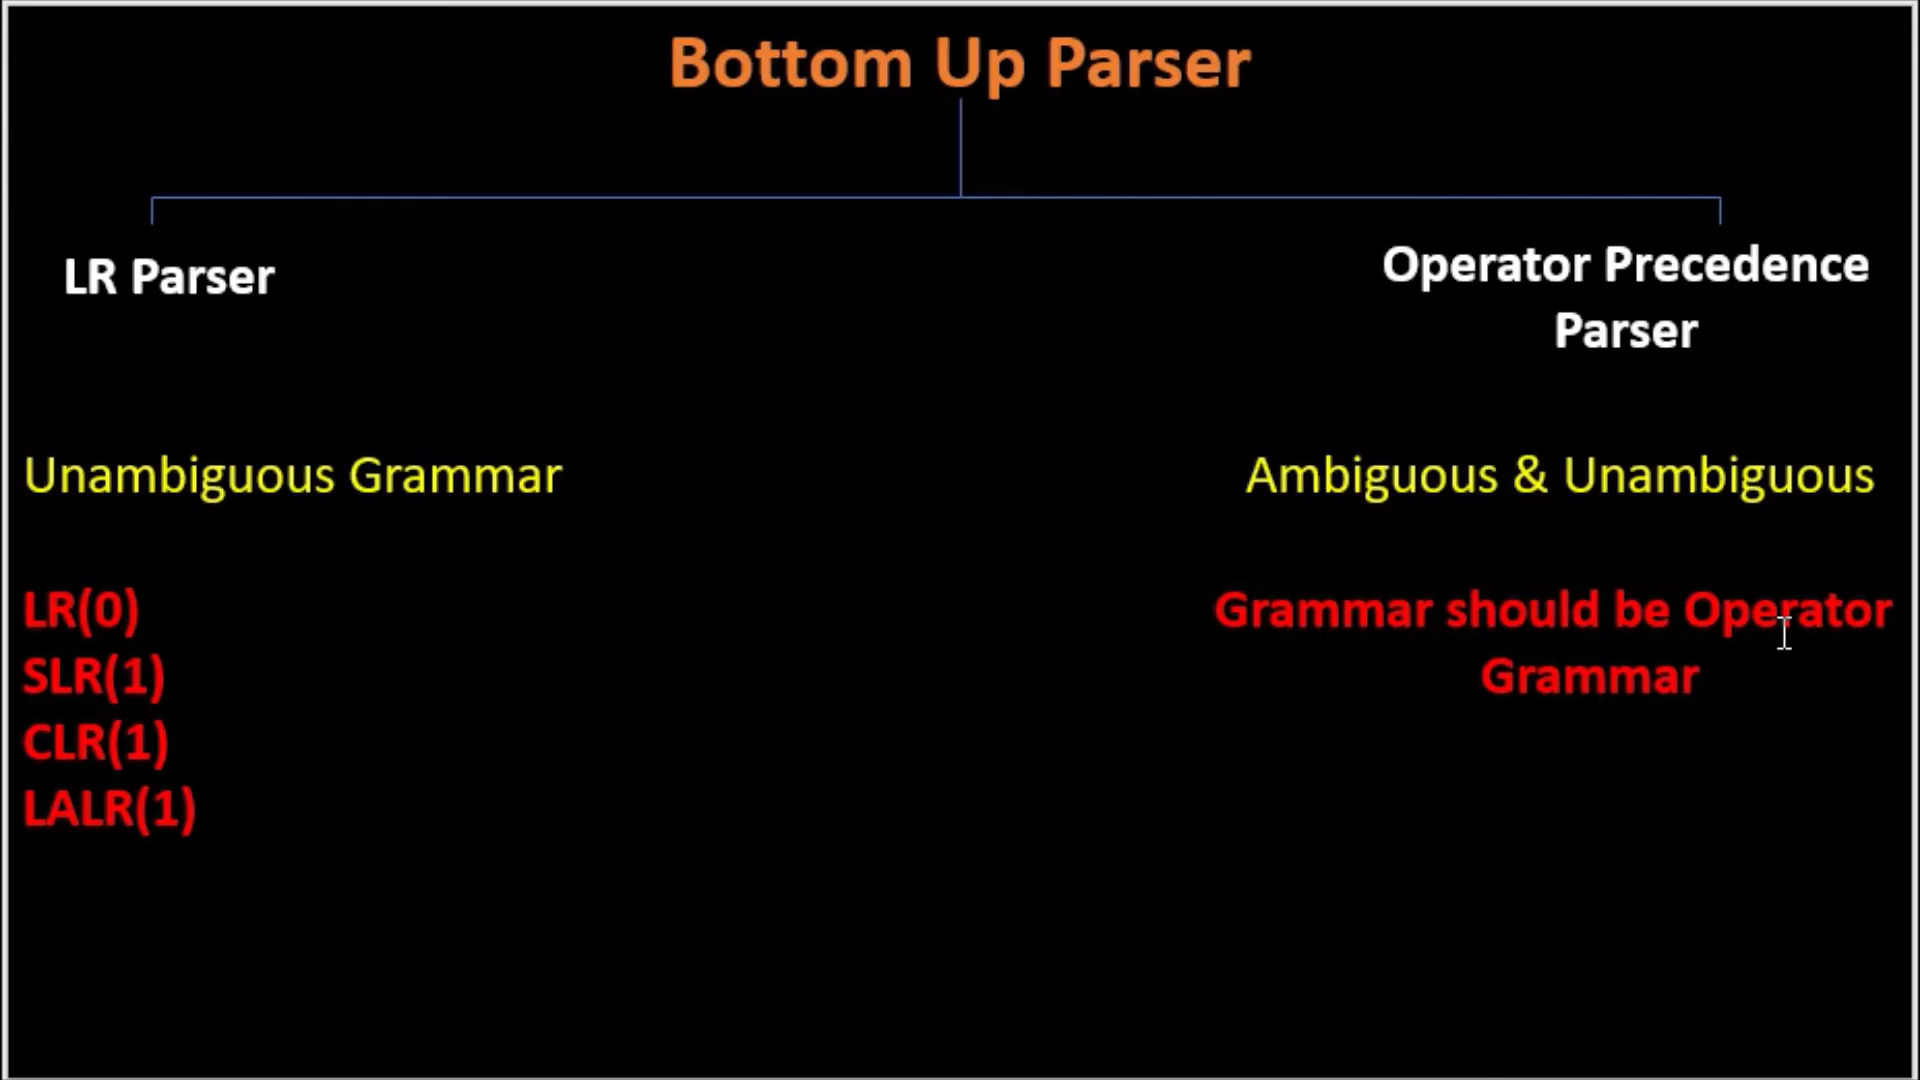 Bottom Up Parser
LR Parser
Operator Precedence
Parser
Unambiguous Grammar
Ambiguous & Unambiguous
LR(0)
SLR(1)
CLR(1)
LALR(1)
Grammar should be Operator
Grammar